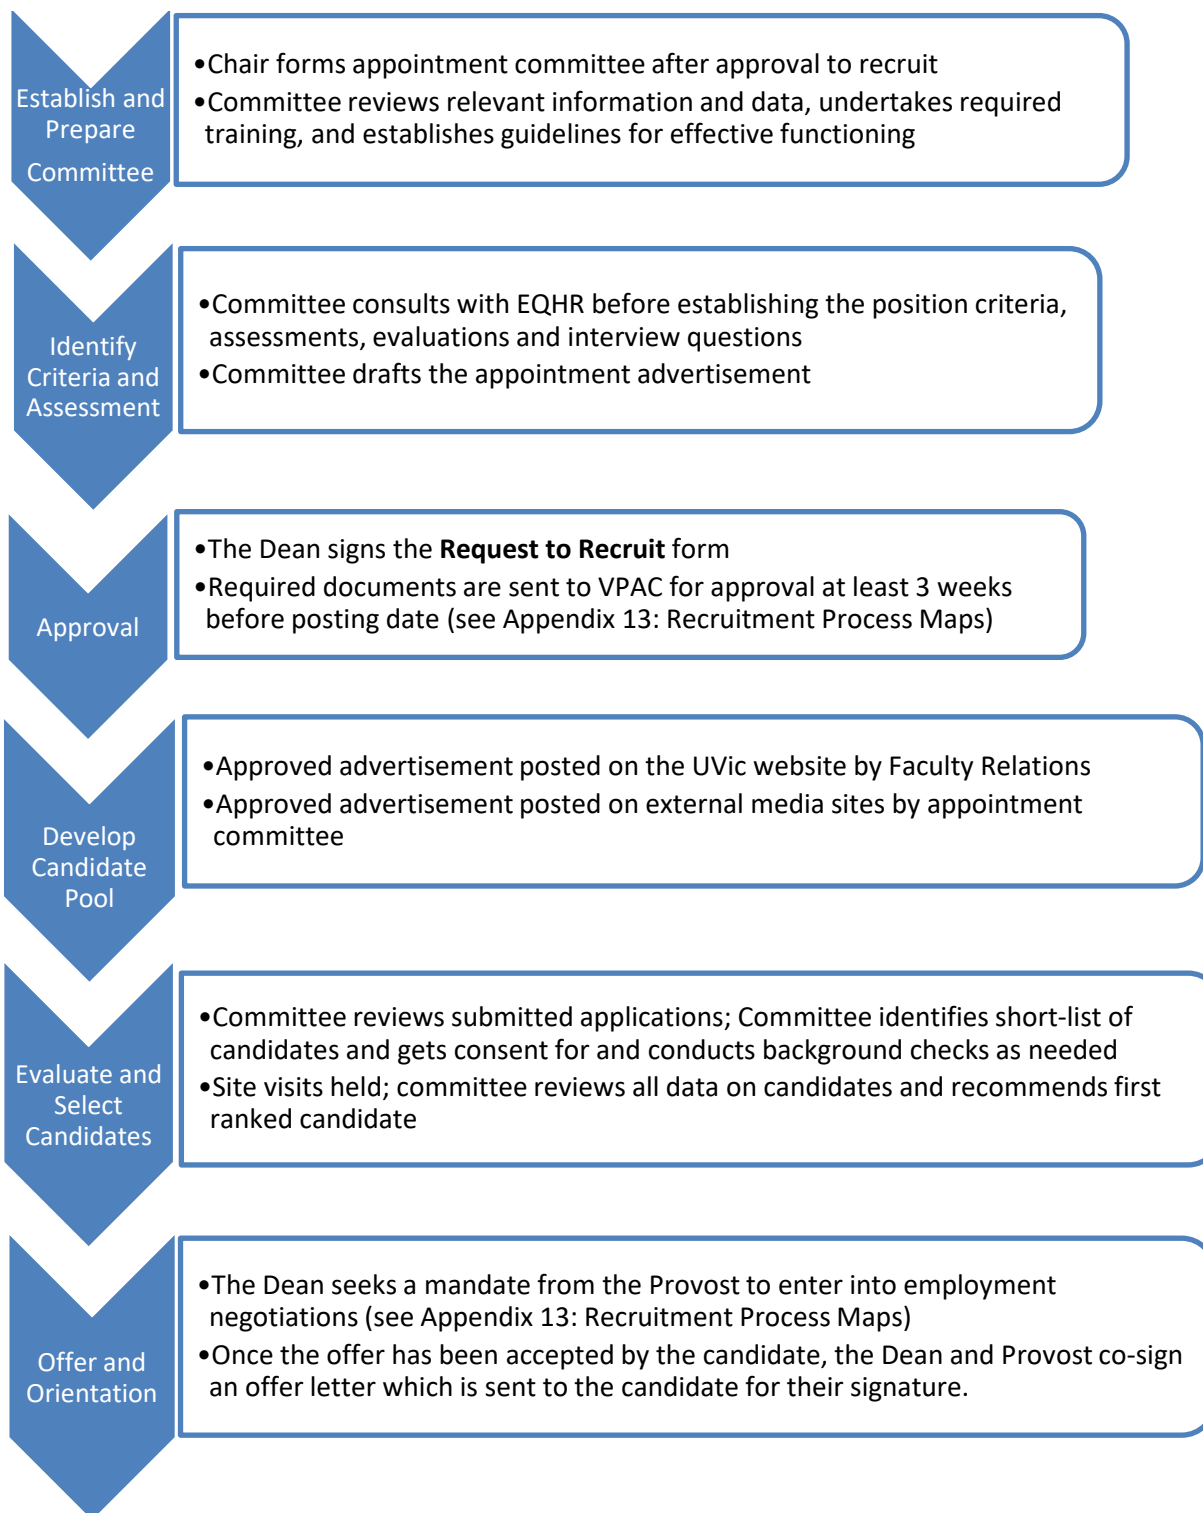 Establish and
Prepare
Committee
•Chair forms appointment committee after approval to recruit
•Committee reviews relevant information and data, undertakes required
training, and establishes guidelines for effective functioning
Identify
Criteria and
Assessment
•Committee consults with EQHR before establishing the position criteria,
assessments, evaluations and interview questions
•Committee drafts the appointment advertisement
Approval
•The Dean signs the Request to Recruit form
•Required documents are sent to VPAC for approval at least 3 weeks
before posting date (see Appendix 13: Recruitment Process Maps)
Develop
Candidate
Pool
•Approved advertisement posted on the UVic website by Faculty Relations
•Approved advertisement posted on external media sites by appointment
committee
Evaluate and
Select
Candidates
•Committee reviews submitted applications; Committee identifies short-list of
candidates and gets consent for and conducts background checks as needed
•Site visits held; committee reviews all data on candidates and recommends first
ranked candidate
Offer and
Orientation
•The Dean seeks a mandate from the Provost to enter into employment
negotiations (see Appendix 13: Recruitment Process Maps)
•Once the offer has been accepted by the candidate, the Dean and Provost co-sign
an offer letter which is sent to the candidate for their signature.